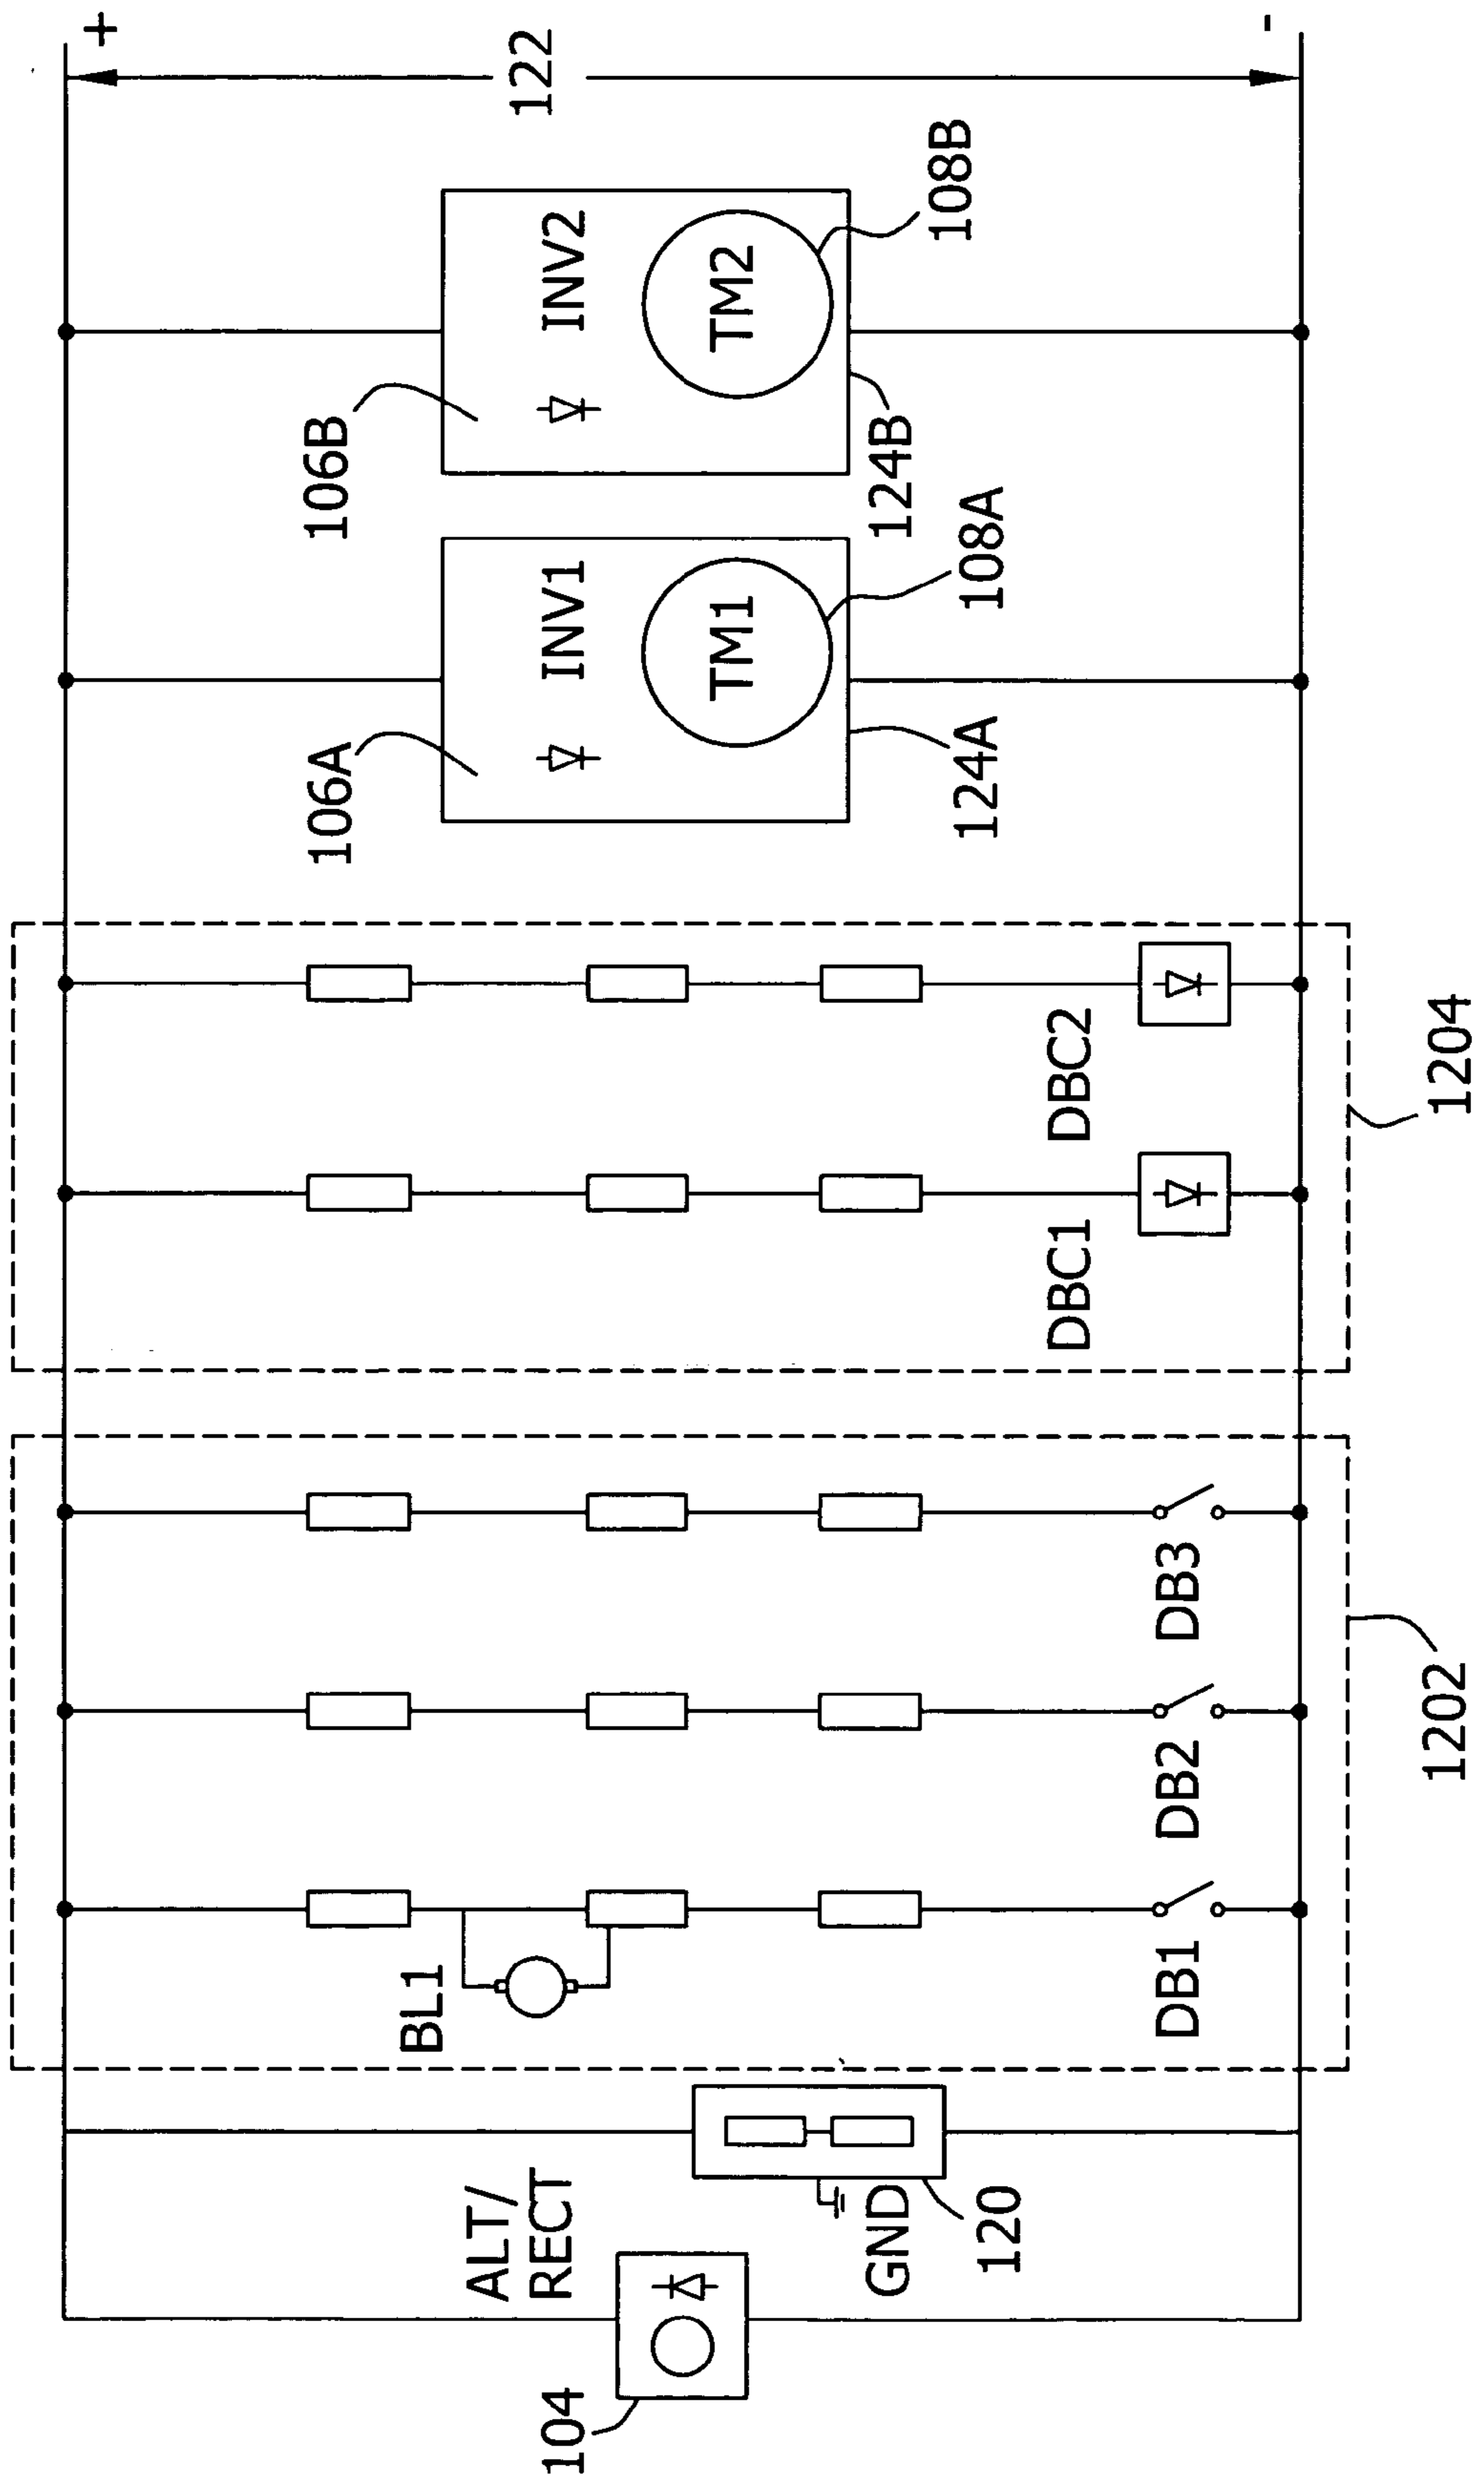 104
ALT/
RECT
GND
120
BL1
DB1
DB2
DB3
1202
DBC1
DBC2
1204
106A
INV1
TM1
124A
108A
106B
INV2
TM2
124B
108B
122
+
-